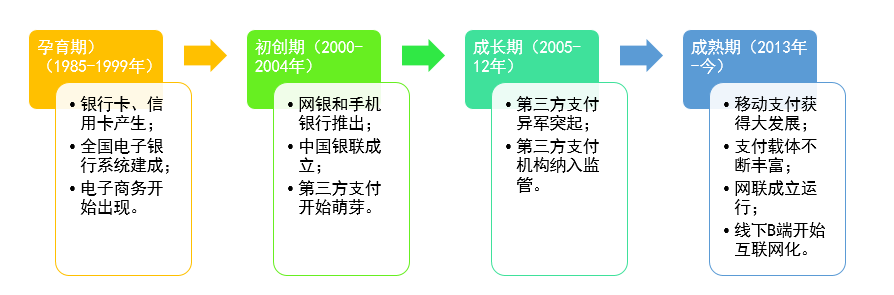 孕育期）
（1985-1999年）
• 银行卡、信
用卡产生；
• 全国电子银
行系统建成；
• 电子商务开
始出现。
初创期（2000-
2004年）
• 网银和手机
银行推出；
• 中国银联成
立；
• 第三方支付
开始萌芽。
成长期（2005-
12年）
• 第三方支付
异军突起；
• 第三方支付
机构纳入监
管。
成熟期（2013年
-今）
• 移动支付获
得大发展；
• 支付载体不
断丰富；
• 网联成立运
行；
• 线下B端开始
互联网化。